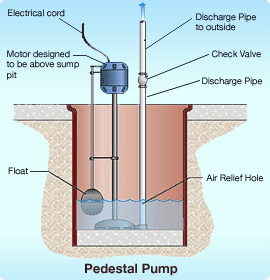 Electrical cord
Discharge Pipe
to outside
Motor designed
to be above sump
pit
Check Valve
Discharge Pipe
Float
Air Relief Hole
Pedestal Pump